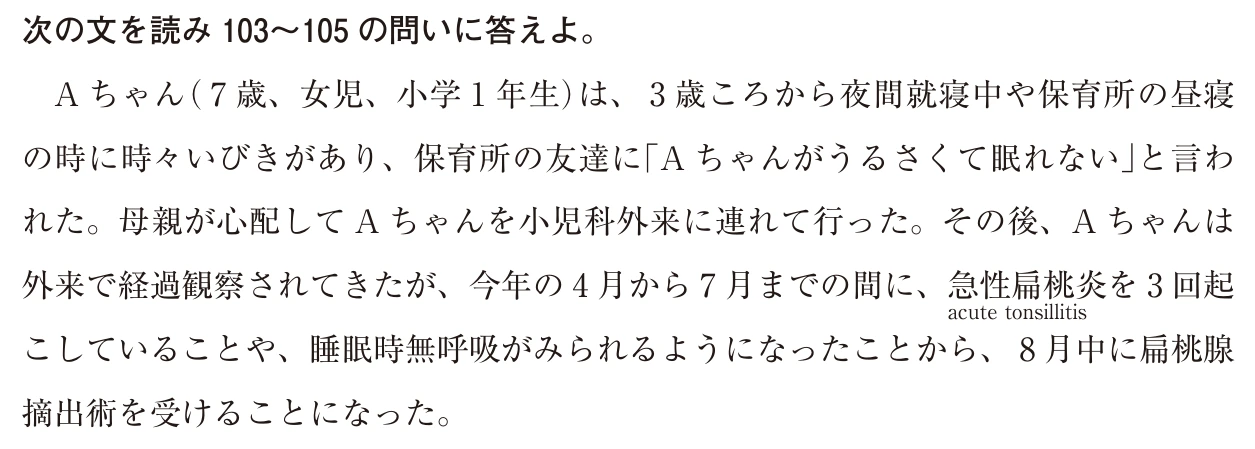 次の文を読み 103〜105 の問いに答えよ。
A ちゃん(7 歳、女児、小学 1 年生)は、3 歳ころから夜間就寝中や保育所の昼寝
の時に時々いびきがあり、保育所の友達に「A ちゃんがうるさくて眠れない」と言わ
れた。母親が心配して A ちゃんを小児科外来に連れて行った。その後、A ちゃんは
外来で経過観察されてきたが、今年の 4 月から 7 月までの間に、急性扁桃炎を 3 回起
acute tonsillitis
こしていることや、睡眠時無呼吸がみられるようになったことから、8 月中に扁桃腺
摘出術を受けることになった。